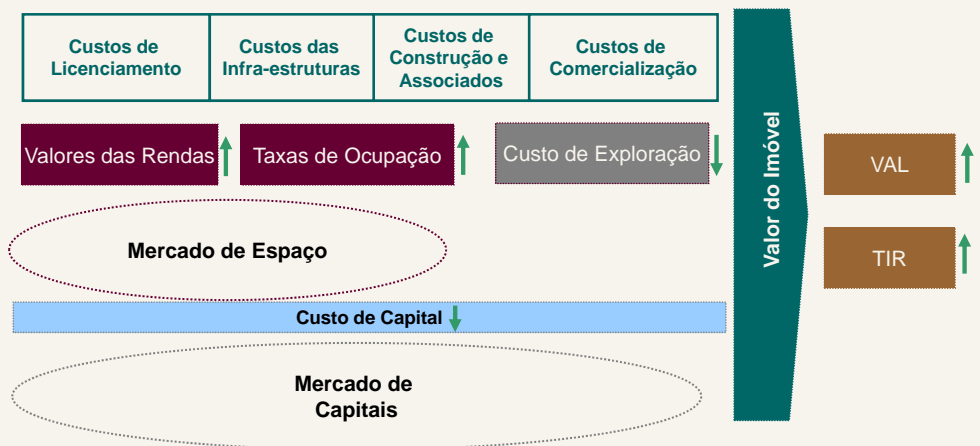 Custos de
Licenciamento
Custos das
Infra-estruturas
Custos de
Construção e
Associados
Custos de
Comercialização
Valores das Rendas
Taxas de Ocupação
Custo de Exploração
Valor do Imóvel
VAL
TIR
Mercado de Espaço
Custo de Capital
Mercado de
Capitais